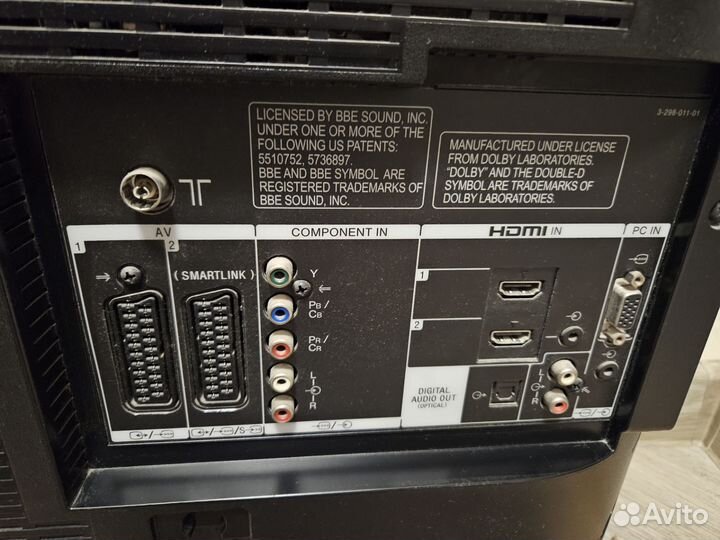 3-298-011-01
LICENSED BY BBE SOUND, INC.
UNDER ONE OR MORE OF THE
FOLLOWING US PATENTS:
5510752, 5736897.
BBE AND BBE SYMBOL ARE
REGISTERED TRADEMARKS OF
BBE SOUND, INC.
MANUFACTURED UNDER LICENSE
FROM DOLBY LABORATORIES.
"DOLBY" AND THE DOUBLE-D
SYMBOL ARE TRADEMARKS OF
DOLBY LABORATORIES.
AV
1
2
(SMARTLINK)
COMPONENT IN
Y
PB /
CB
PR /
CR
L
R
HDMI IN
1
2
DIGITAL
AUDIO OUT
(OPTICAL)
L
R
PC IN
S
Avito